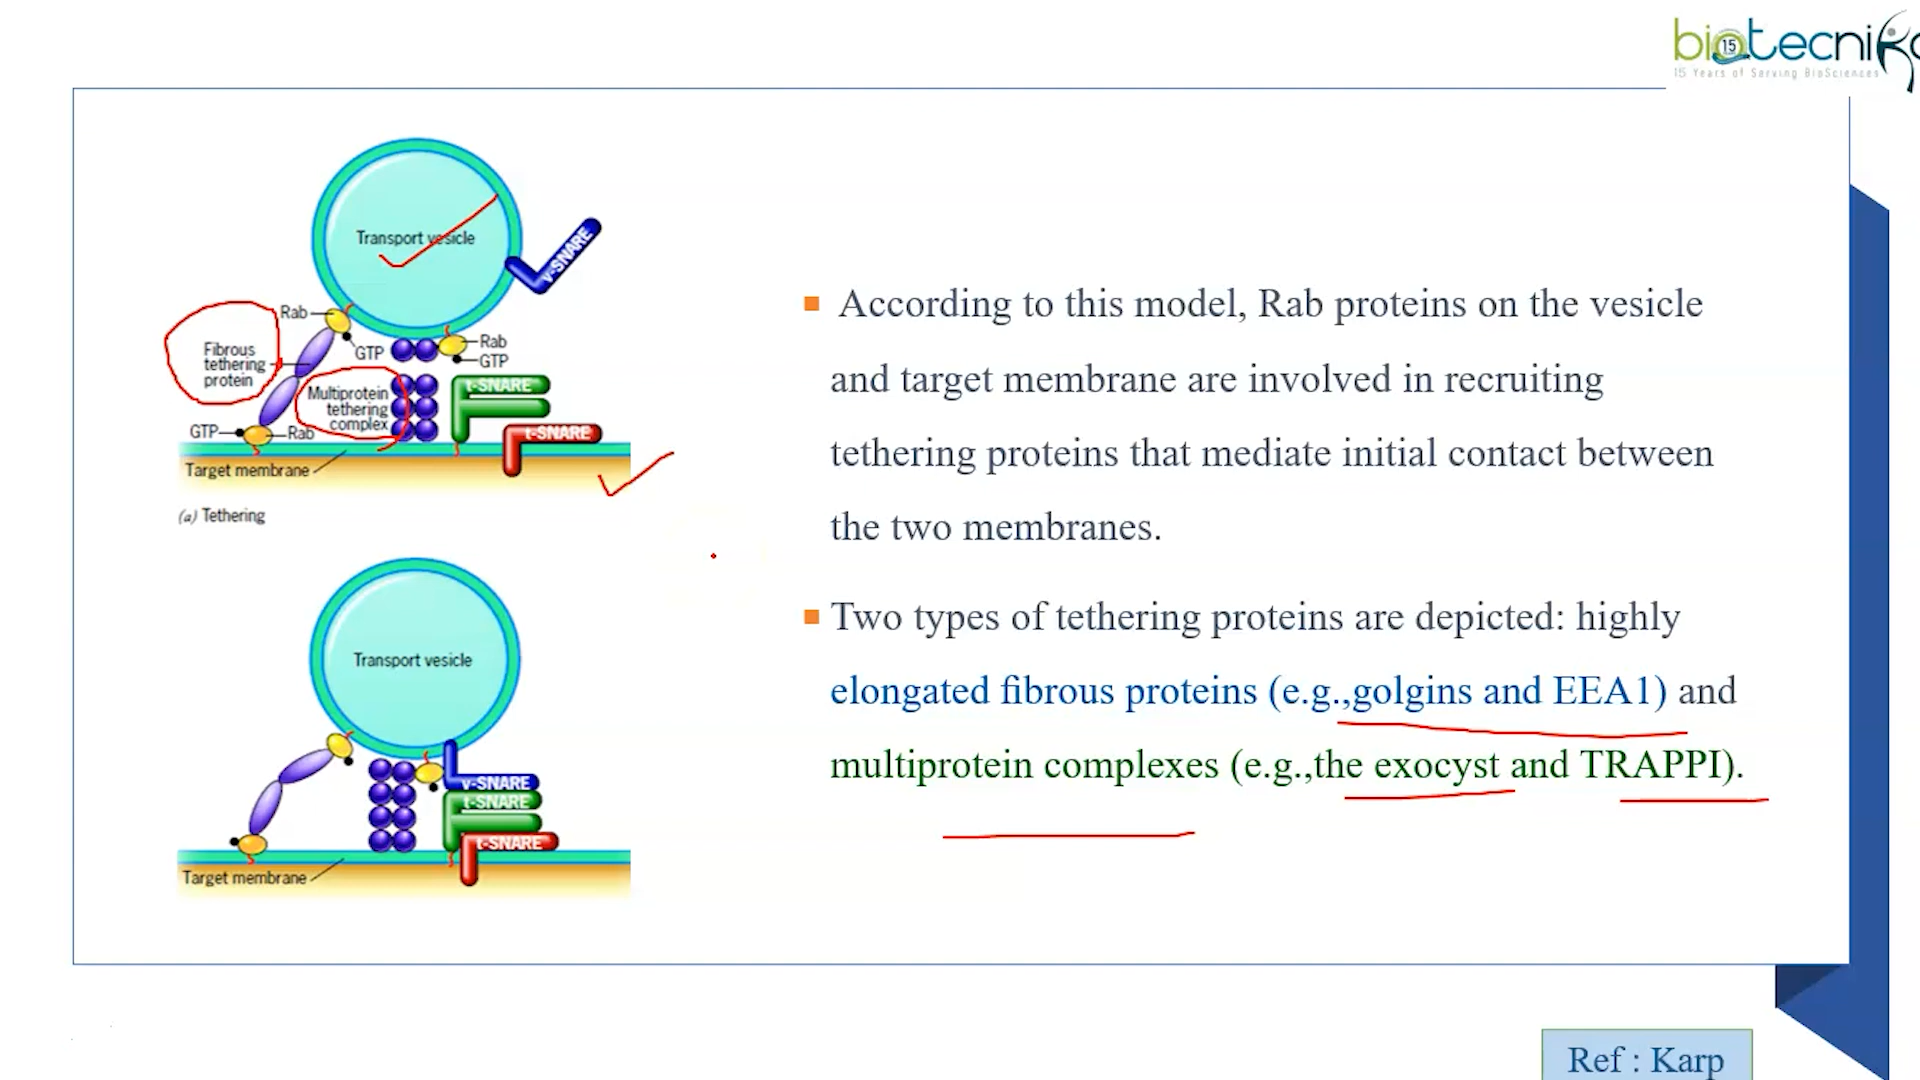 biotecnika
15
15 Years of Serving BioSciences
Transport vesicle
v-SNARE
Rab
GTP
Rab
GTP
Fibrous
tethering
protein
Multiprotein
tethering
complex
t-SNARE
t-SNARE
GTP
Rab
Target membrane
(a) Tethering
Transport vesicle
v-SNARE
t-SNARE
t-SNARE
Target membrane
According to this model, Rab proteins on the vesicle
and target membrane are involved in recruiting
tethering proteins that mediate initial contact between
the two membranes.
Two types of tethering proteins are depicted: highly
elongated fibrous proteins (e.g.,golgins and EEA1) and
multiprotein complexes (e.g.,the exocyst and TRAPPI).
Ref : Karp